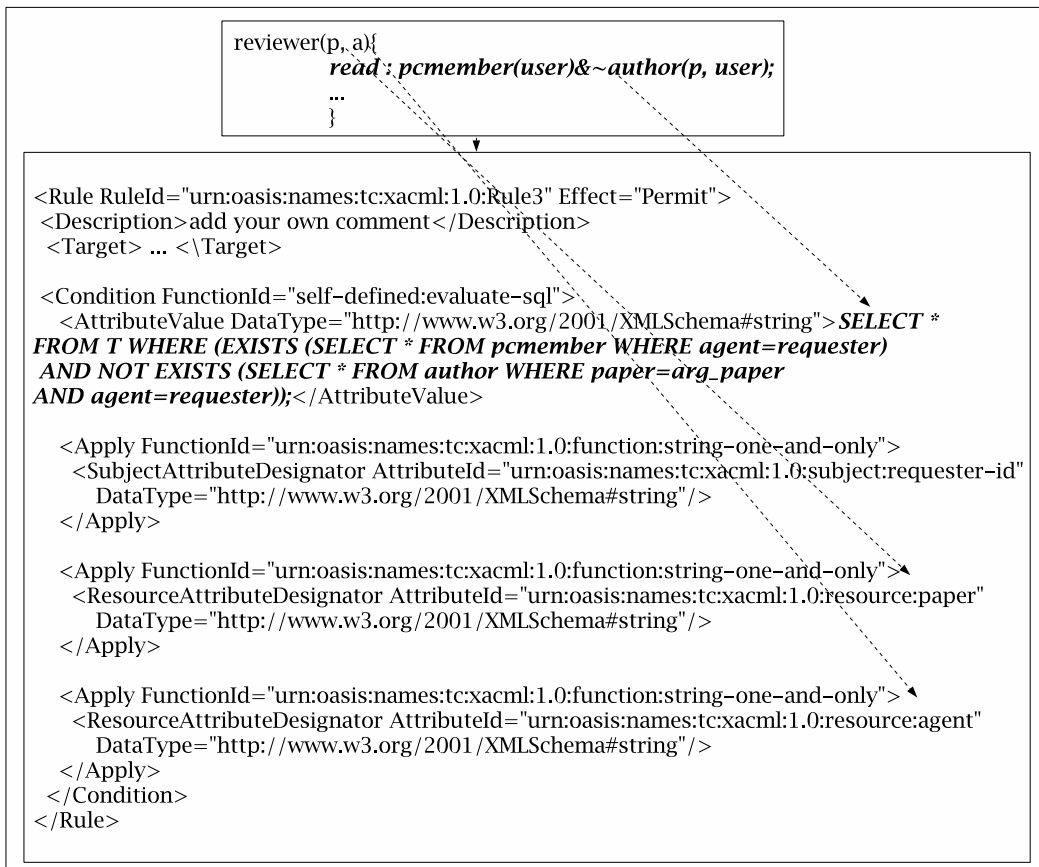 reviewer(p, a){
read : pcmember(user)&~author(p, user);
...
}
<Rule RuleId="urn:oasis:names:tc:xacml:1.0:Rule3" Effect="Permit">
<Description>add your own comment</Description>
<Target> ... <\Target>
<Condition FunctionId="self-defined:evaluate-sql">
<AttributeValue DataType="http://www.w3.org/2001/XMLSchema#string">SELECT *
FROM T WHERE (EXISTS (SELECT * FROM pcmember WHERE agent=requester)
AND NOT EXISTS (SELECT * FROM author WHERE paper=arg_paper
AND agent=requester));</AttributeValue>
<Apply FunctionId="urn:oasis:names:tc:xacml:1.0:function:string-one-and-only">
<SubjectAttributeDesignator AttributeId="urn:oasis:names:tc:xacml:1.0:subject:requester-id"
DataType="http://www.w3.org/2001/XMLSchema#string"/>
</Apply>
<Apply FunctionId="urn:oasis:names:tc:xacml:1.0:function:string-one-and-only">
<ResourceAttributeDesignator AttributeId="urn:oasis:names:tc:xacml:1.0:resource:paper"
DataType="http://www.w3.org/2001/XMLSchema#string"/>
</Apply>
<Apply FunctionId="urn:oasis:names:tc:xacml:1.0:function:string-one-and-only">
<ResourceAttributeDesignator AttributeId="urn:oasis:names:tc:xacml:1.0:resource:agent"
DataType="http://www.w3.org/2001/XMLSchema#string"/>
</Apply>
</Condition>
</Rule>